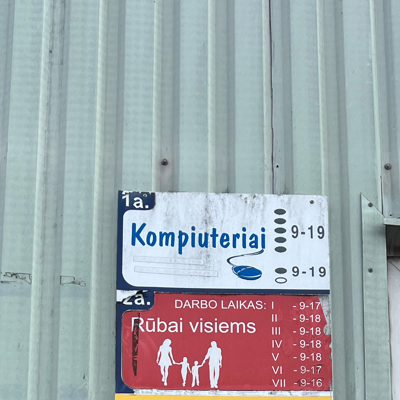 1a.
Kompiuteriai
9-19
9-19
2a.
DARBO LAIKAS: I - 9-17
II - 9-18
Rūbai visiems III - 9-18
IV - 9-18
V - 9-18
VI - 9-17
VII - 9-16